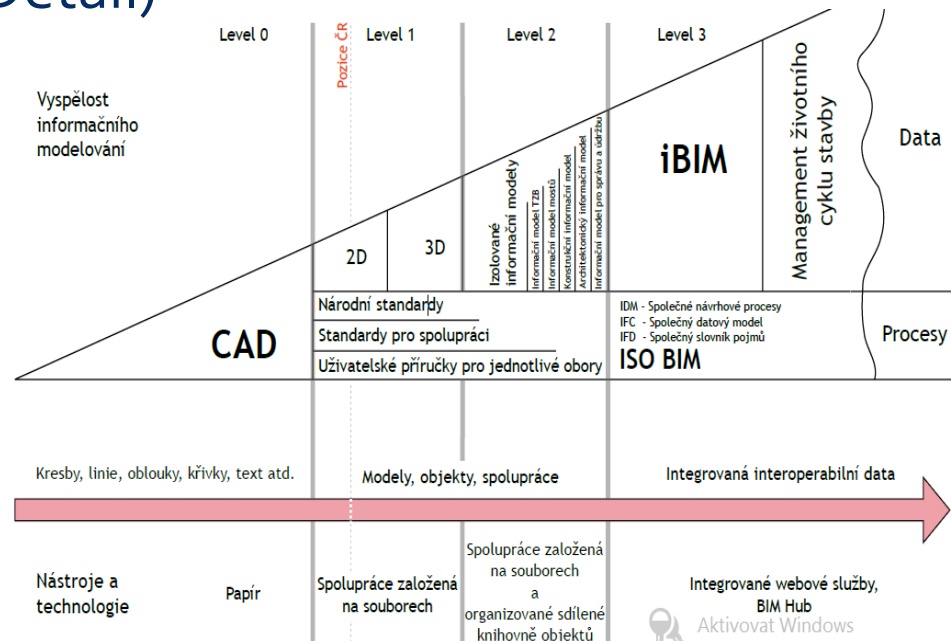 Detail)
Level 0
Pozice ČR
Level 1
Level 2
Level 3
Vyspělost
informačního
modelování
2D
3D
Izolované
informační modely
Informační model TZB
Informační model mostů
Konstrukční informační model
Architektonický informační model
Informační model pro správu a údržbu
iBIM
Management životního
cyklu stavby
Data
CAD
Národní standardy
Standardy pro spolupráci
Uživatelské příručky pro jednotlivé obory
IDM - Společné návrhové procesy
IFC - Společný datový model
IFD - Společný slovník pojmů
ISO BIM
Procesy
Kresby, linie, oblouky, křivky, text atd.
Modely, objekty, spolupráce
Integrovaná interoperabilní data
Nástroje a
technologie
Papír
Spolupráce založená
na souborech
Spolupráce založená
na souborech
a
organizované sdílené
knihovně objektů
Integrované webové služby,
BIM Hub
Aktivovat Windows